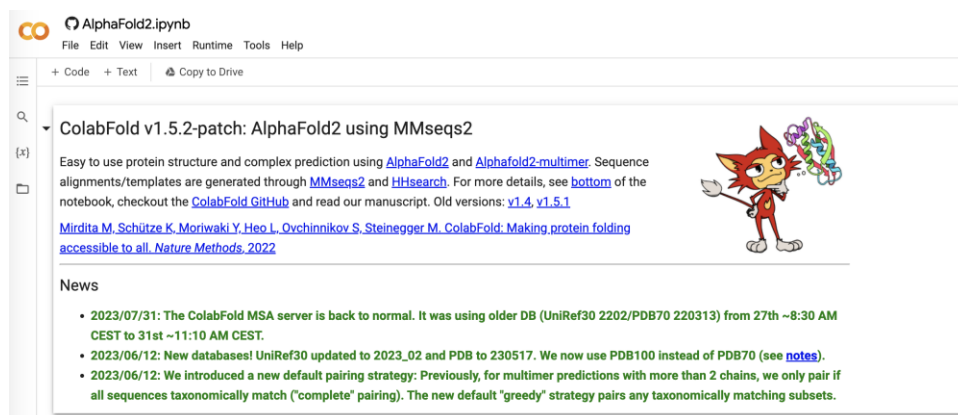 AlphaFold2.ipynb
File Edit View Insert Runtime Tools Help
+ Code + Text Copy to Drive
{x}
ColabFold v1.5.2-patch: AlphaFold2 using MMseqs2
Easy to use protein structure and complex prediction using AlphaFold2 and Alphafold2-multimer. Sequence
alignments/templates are generated through MMseqs2 and HHsearch. For more details, see bottom of the
notebook, checkout the ColabFold GitHub and read our manuscript. Old versions: v1.4, v1.5.1
Mirdita M, Schütze K, Moriwaki Y, Heo L, Ovchinnikov S, Steinegger M. ColabFold: Making protein folding
accessible to all. Nature Methods, 2022
News
• 2023/07/31: The ColabFold MSA server is back to normal. It was using older DB (UniRef30 2202/PDB70 220313) from 27th ~8:30 AM
CEST to 31st ~11:10 AM CEST.
• 2023/06/12: New databases! UniRef30 updated to 2023_02 and PDB to 230517. We now use PDB100 instead of PDB70 (see notes).
• 2023/06/12: We introduced a new default pairing strategy: Previously, for multimer predictions with more than 2 chains, we only pair if
all sequences taxonomically match ("complete" pairing). The new default "greedy" strategy pairs any taxonomically matching subsets.